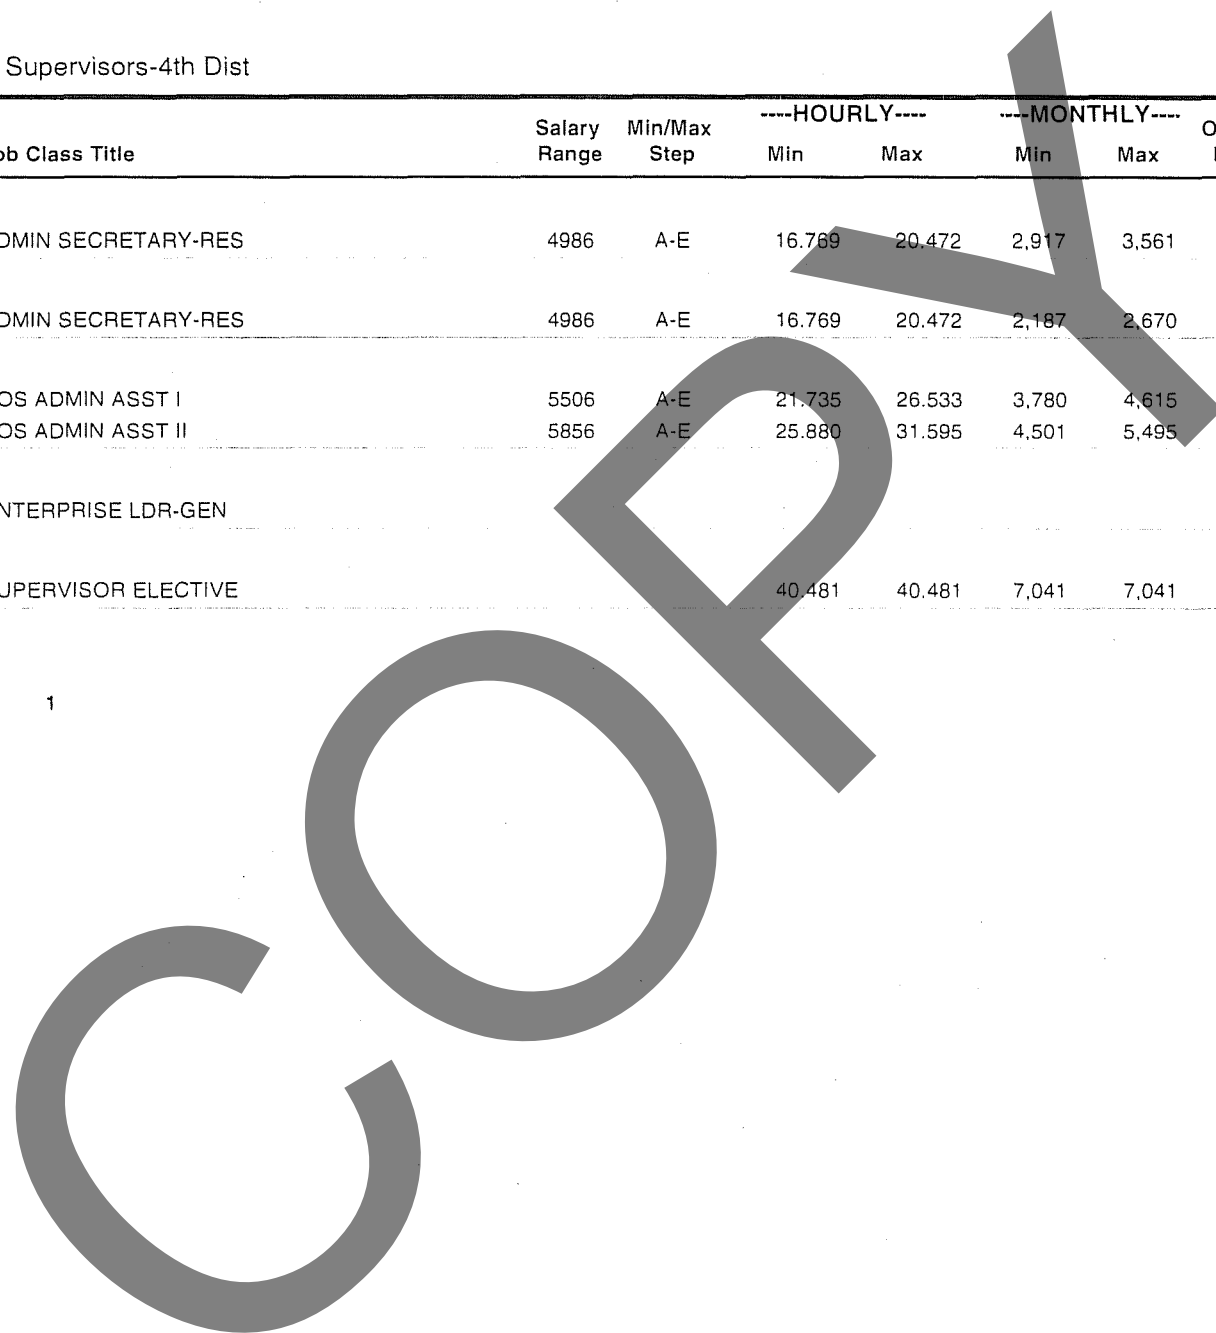 Supervisors-4th Dist
----HOURLY---- ----MONTHLY----
Salary Min/Max O
ob Class Title Range Step Min Max Min Max
DMIN SECRETARY-RES 4986 A-E 16.769 20.472 2,917 3,561
DMIN SECRETARY-RES 4986 A-E 16.769 20.472 2,187 2,670
OS ADMIN ASST I 5506 A-E 21.735 26.533 3,780 4,615
OS ADMIN ASST II 5856 A-E 25.880 31.595 4,501 5,495
NTERPRISE LDR-GEN
UPERVISOR ELECTIVE 40.481 40.481 7,041 7,041
1
COPY